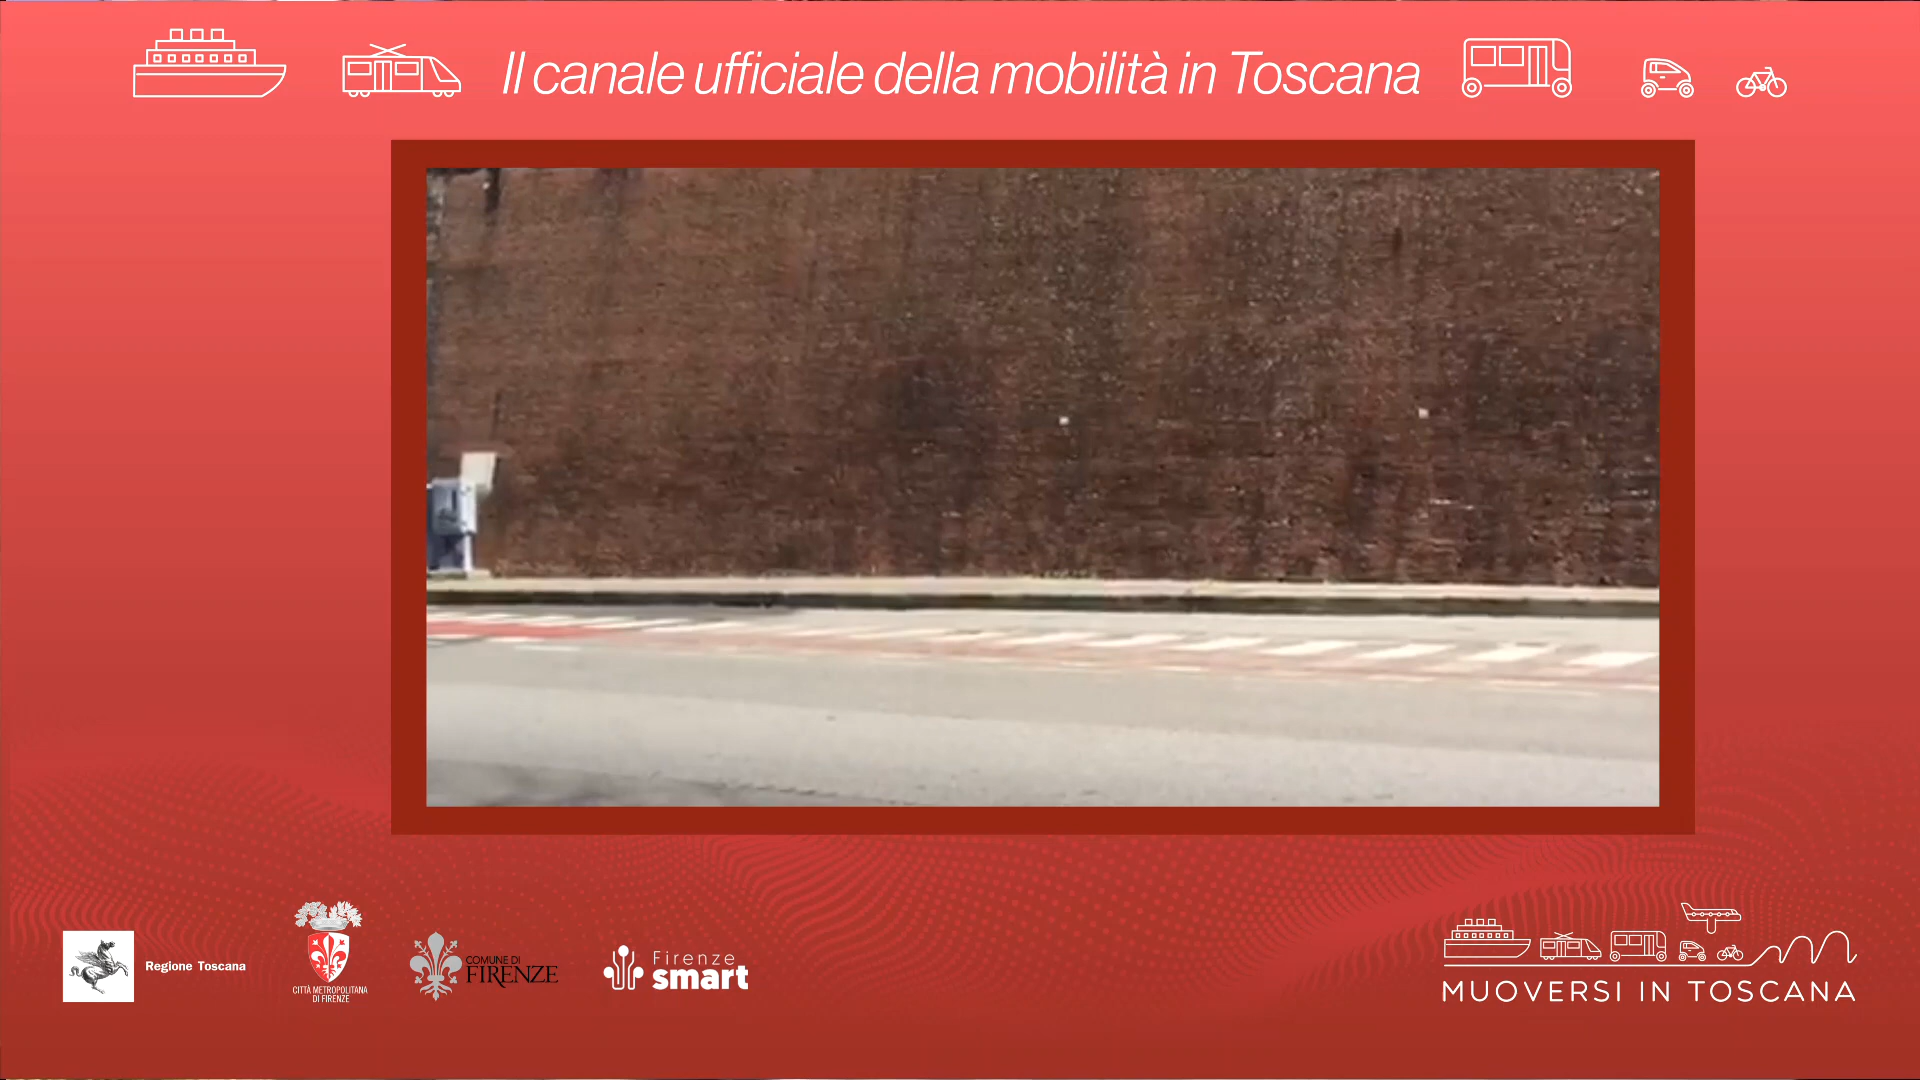 Il canale ufficiale della mobilità in Toscana
Regione Toscana
CITTÀ METROPOLITANA
DI FIRENZE
COMUNE DI
FIRENZE
Firenze
smart
MUOVERSI IN TOSCANA